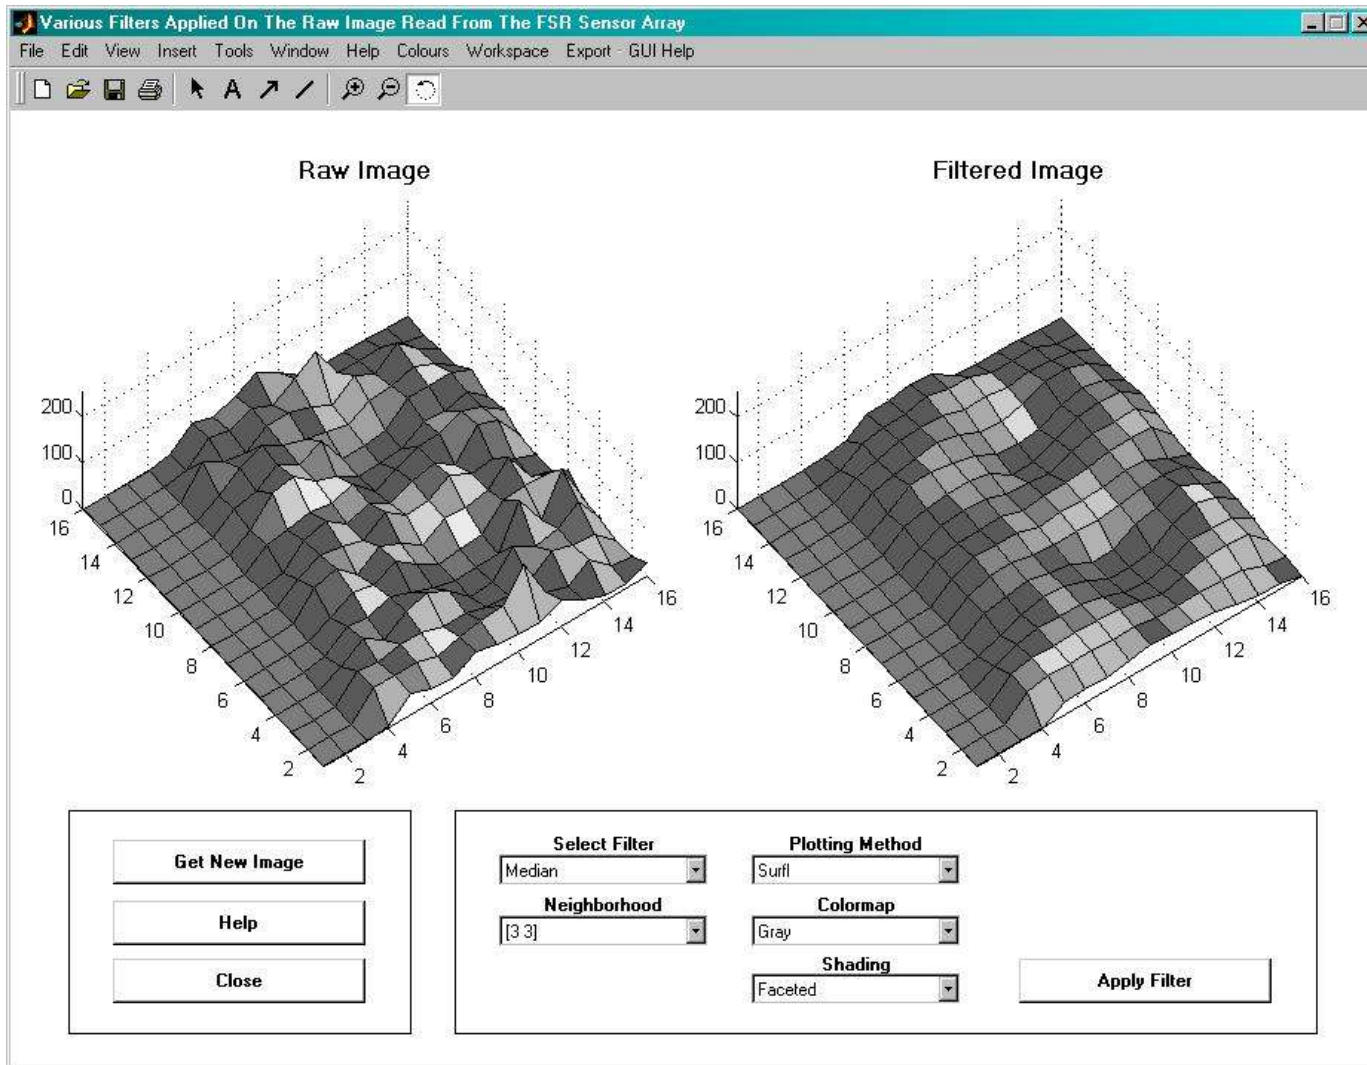 Various Filters Applied On The Raw Image Read From The FSR Sensor Array
File Edit View Insert Tools Window Help Colours Workspace Export - GUI Help
A
Raw Image
Filtered Image
200
100
0
16
14
12
10
8
6
4
2
2
4
6
8
10
12
14
16
200
100
0
16
14
12
10
8
6
4
2
2
4
6
8
10
12
14
16
Get New Image
Help
Close
Select Filter
Median
Neighborhood
[3 3]
Plotting Method
Surfl
Colormap
Gray
Shading
Faceted
Apply Filter